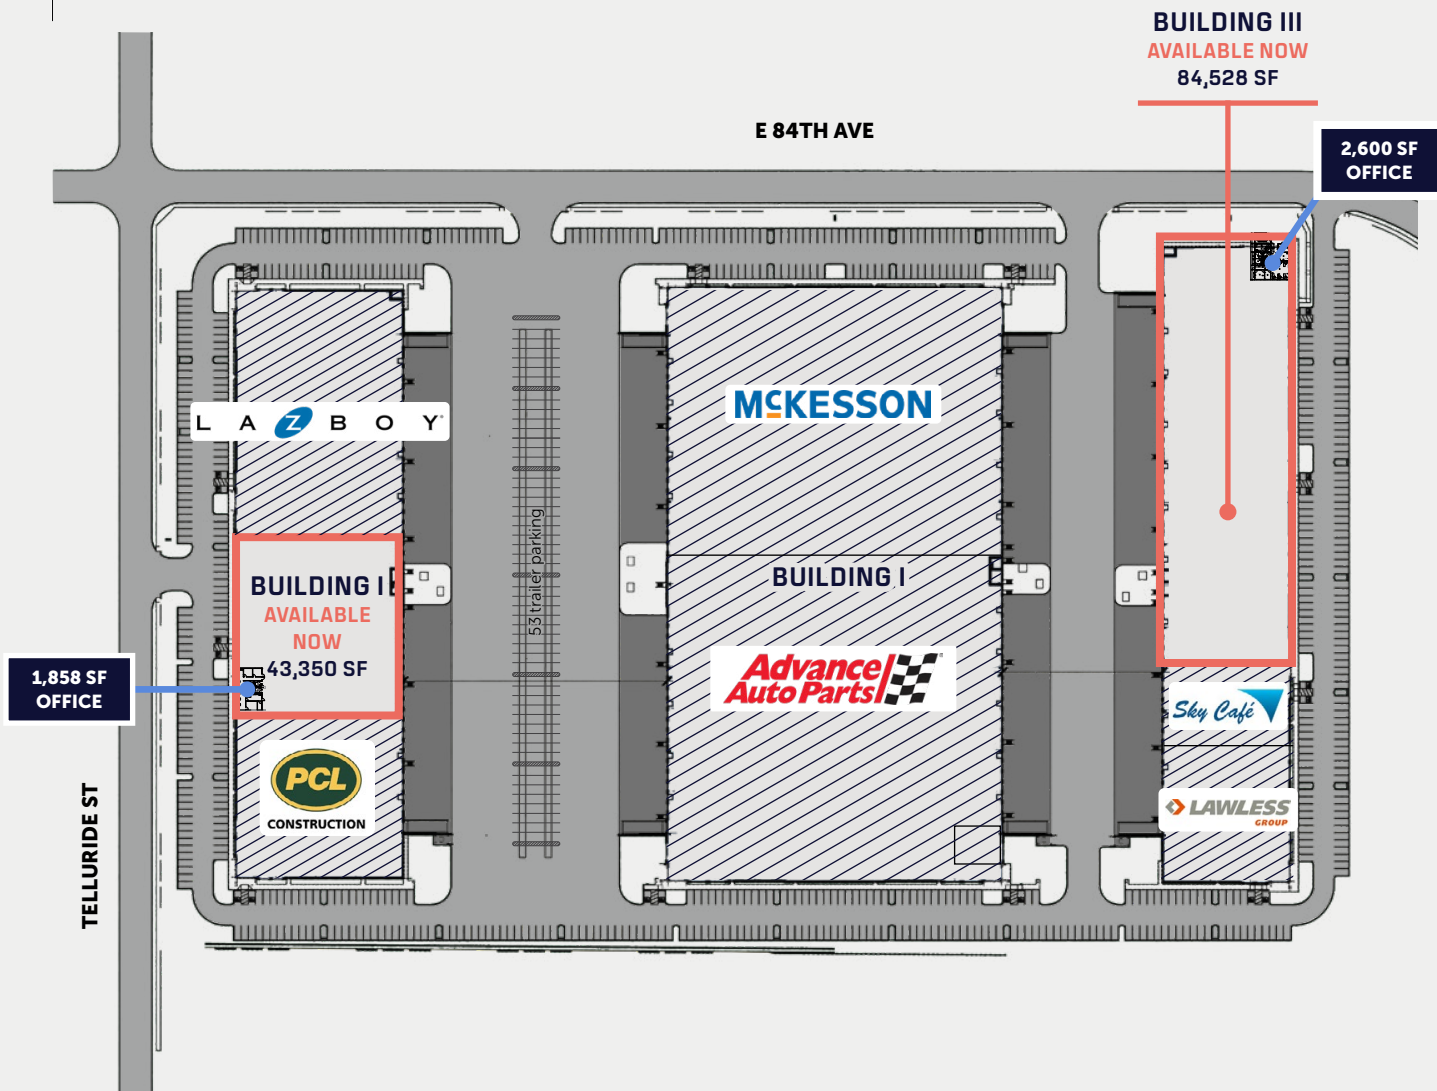 BUILDING III
AVAILABLE NOW
84,528 SF
E 84TH AVE
2,600 SF
OFFICE
LAZBOY
McKESSON
53 trailer parking
BUILDING I
AVAILABLE
NOW
43,350 SF
BUILDING I
1,858 SF
OFFICE
Advance
Auto Parts
Sky Café
PCL
CONSTRUCTION
LAWLESS
GROUP
TELLURIDE ST